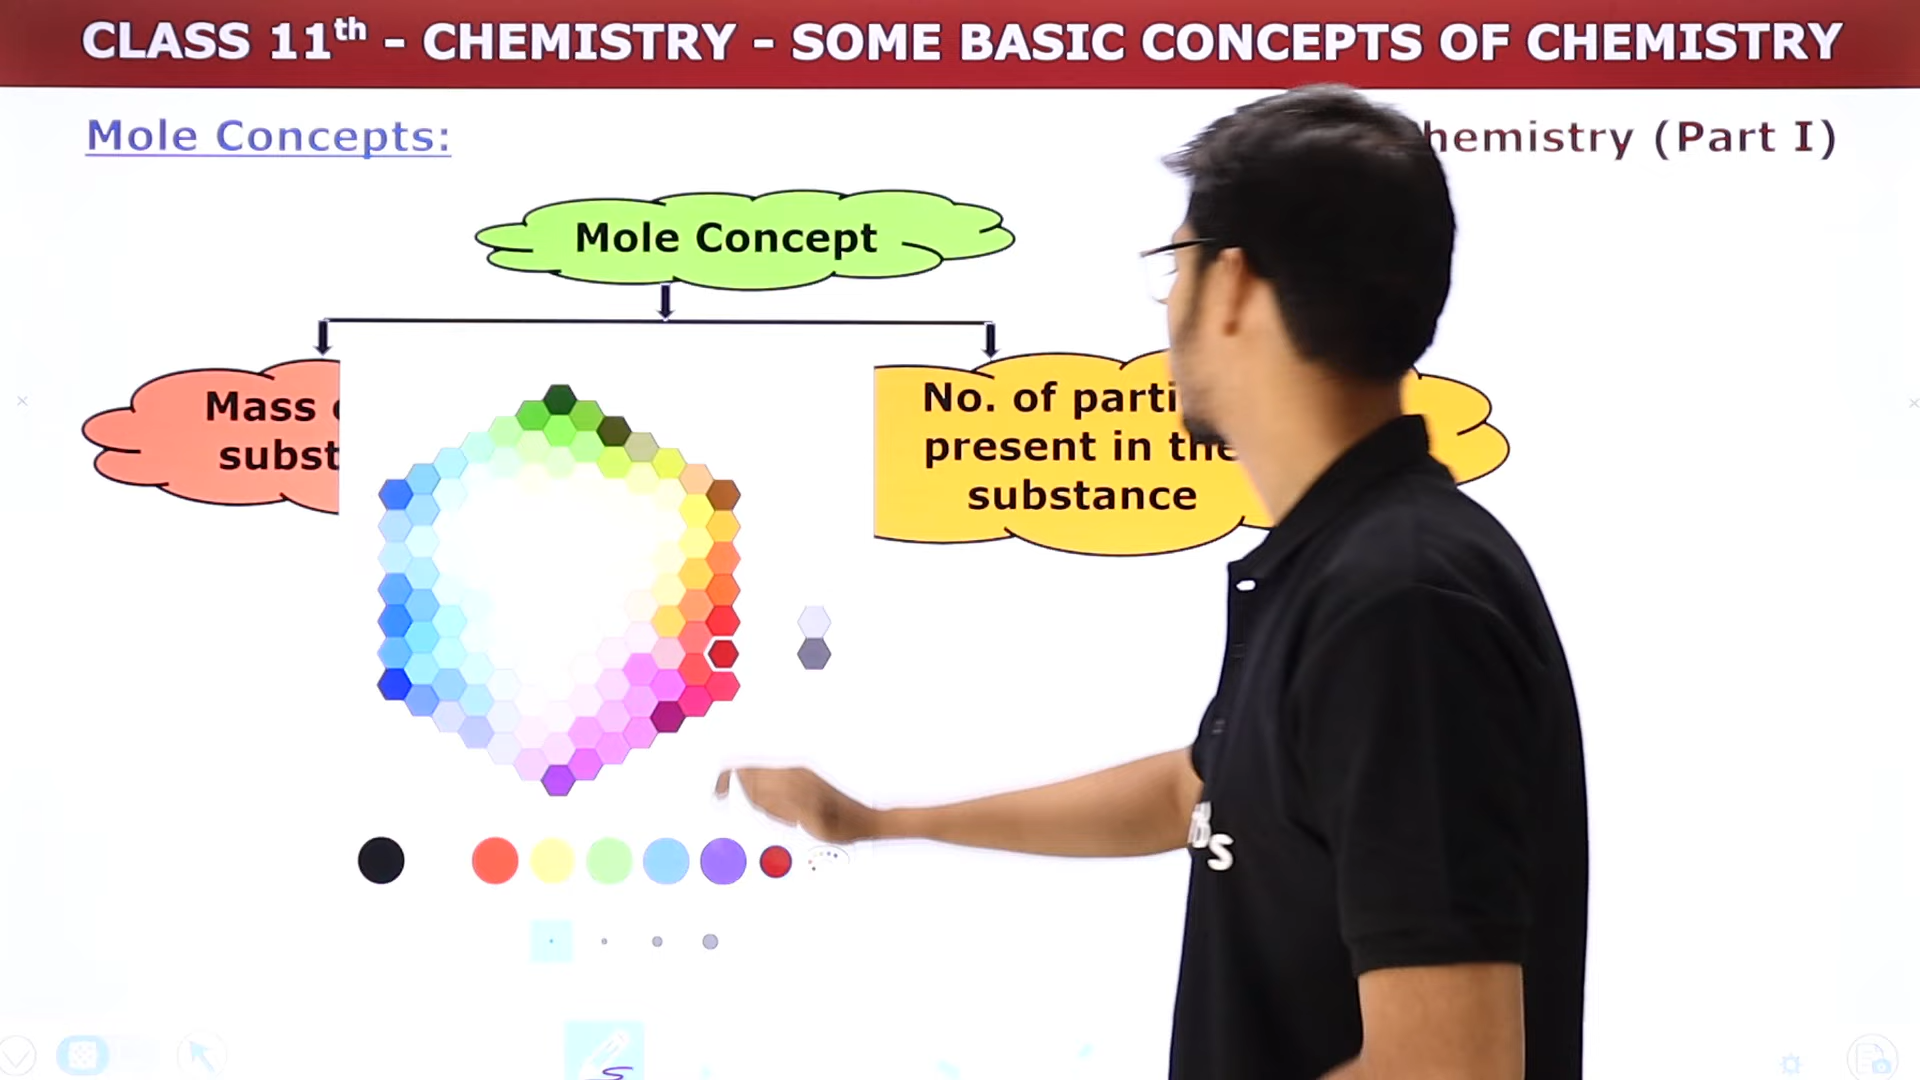 CLASS 11th - CHEMISTRY - SOME BASIC CONCEPTS OF CHEMISTRY
Mole Concepts:
hemistry (Part I)
Mole Concept
Mass
subst
No. of parti
present in the
substance